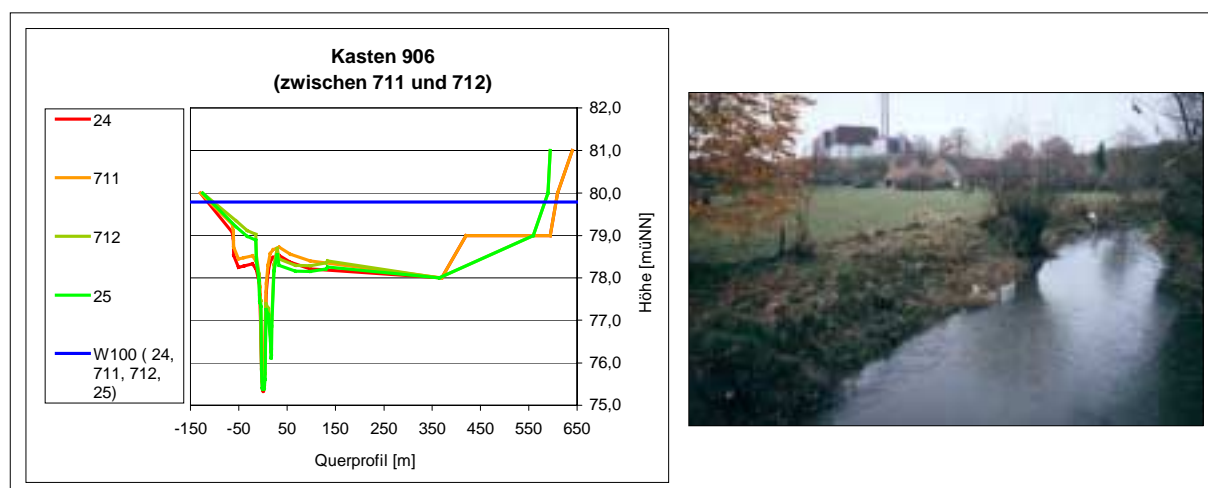 Kasten 906
(zwischen 711 und 712)
24
711
712
25
W100 ( 24,
711, 712,
25)
82,0
81,0
80,0
79,0
78,0
77,0
76,0
75,0
Höhe [müNN]
-150 -50 50 150 250 350 450 550 650
Querprofil [m]